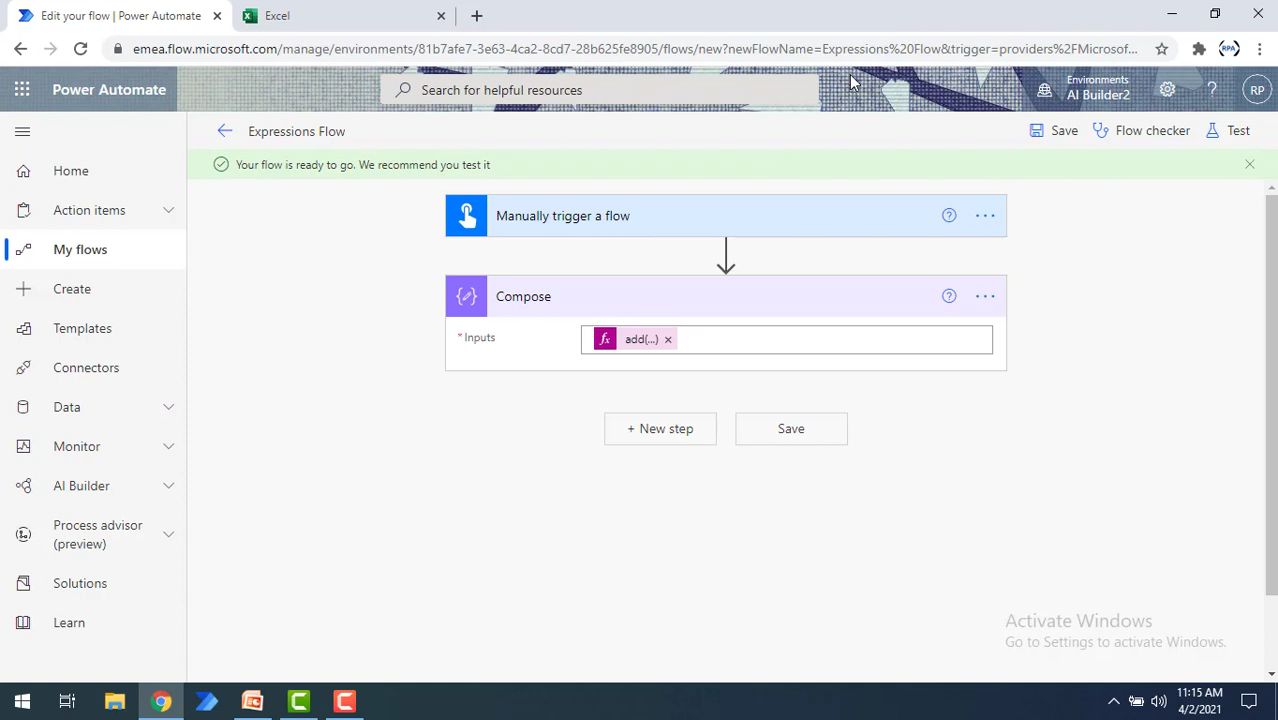 Edit your flow | Power Automate
Excel
emea.flow.microsoft.com/manage/environments/81b7afe7-3e63-4ca2-8cd7-28b625fe8905/flows/new?newFlowName=Expressions%20Flow&trigger=providers%2FMicrosof...
RPA
Power Automate
Search for helpful resources
Environments
AI Builder2
RP
Expressions Flow
Save
Flow checker
Test
Your flow is ready to go. We recommend you test it
Home
Action items
My flows
Create
Templates
Connectors
Data
Monitor
AI Builder
Process advisor
(preview)
Solutions
Learn
Manually trigger a flow
Compose
* Inputs
fx add(...) ×
+ New step
Save
Activate Windows
Go to Settings to activate Windows.
11:15 AM
4/2/2021